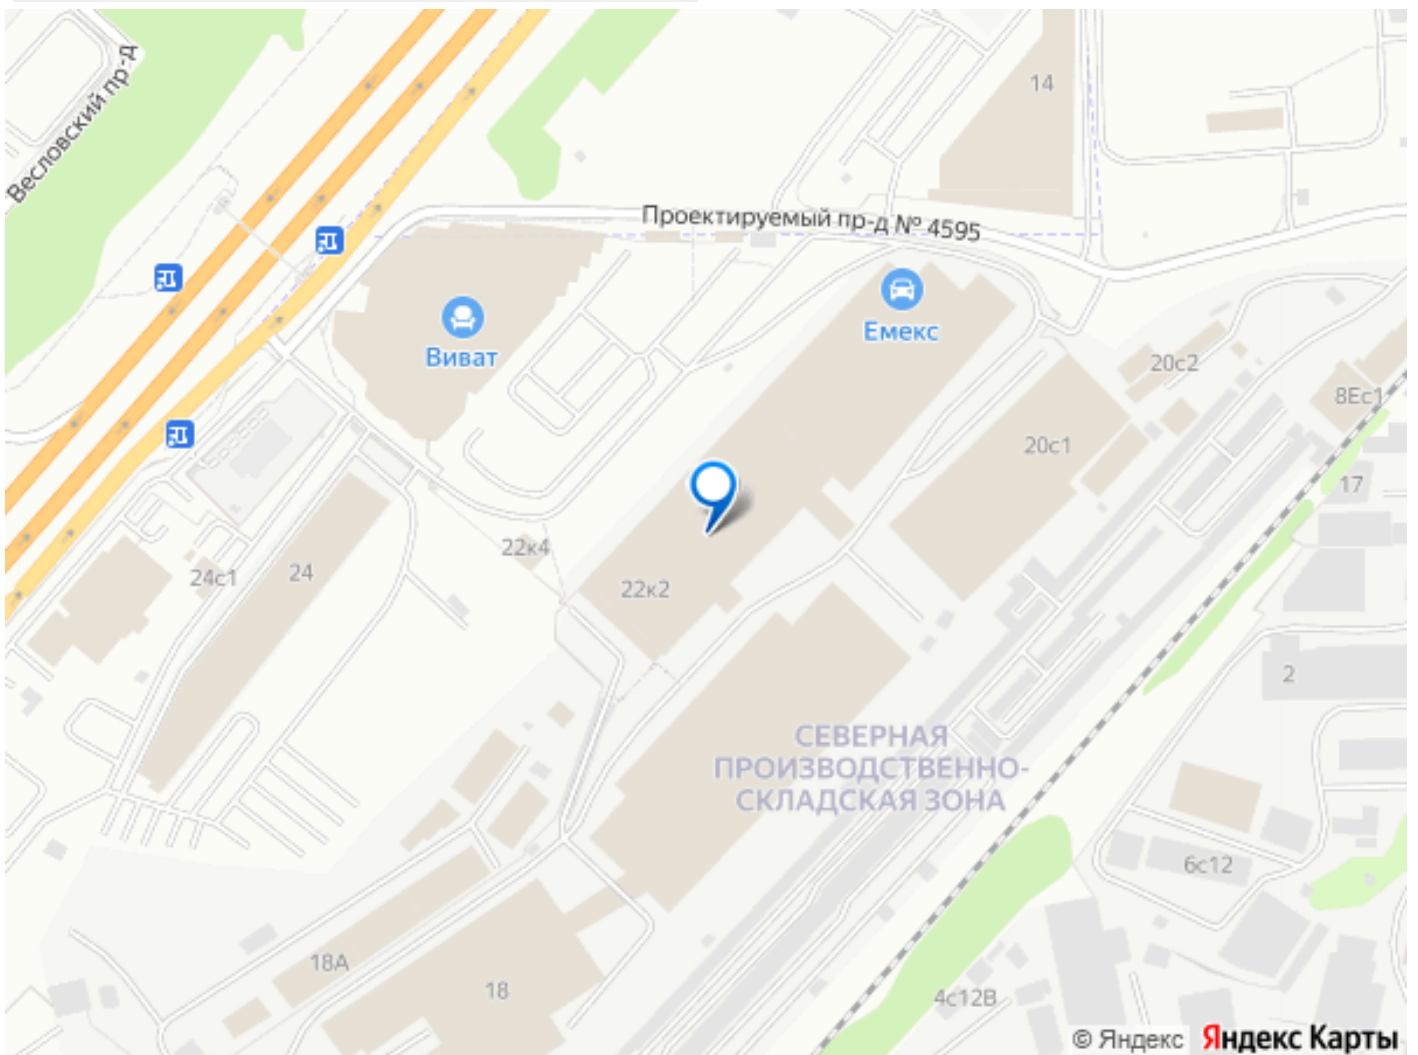 14
Весловский пр-д
Проектируемый пр-д № 4595
Емекс
Виват
20с2
8Ес1
20с1
17
22к4
24с1
24
22к2
2
СЕВЕРНАЯ
ПРОИЗВОДСТВЕННО-
СКЛАДСКАЯ ЗОНА
6с12
18А
18
4с12В
© Яндекс Яндекс Карты